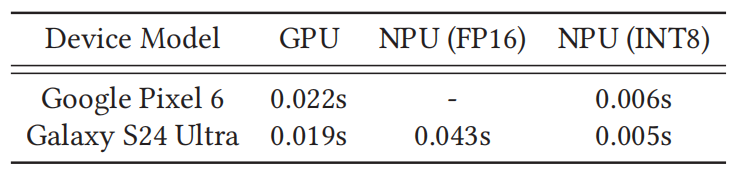 Device Model GPU NPU (FP16) NPU (INT8)
Google Pixel 6 0.022s - 0.006s
Galaxy S24 Ultra 0.019s 0.043s 0.005s